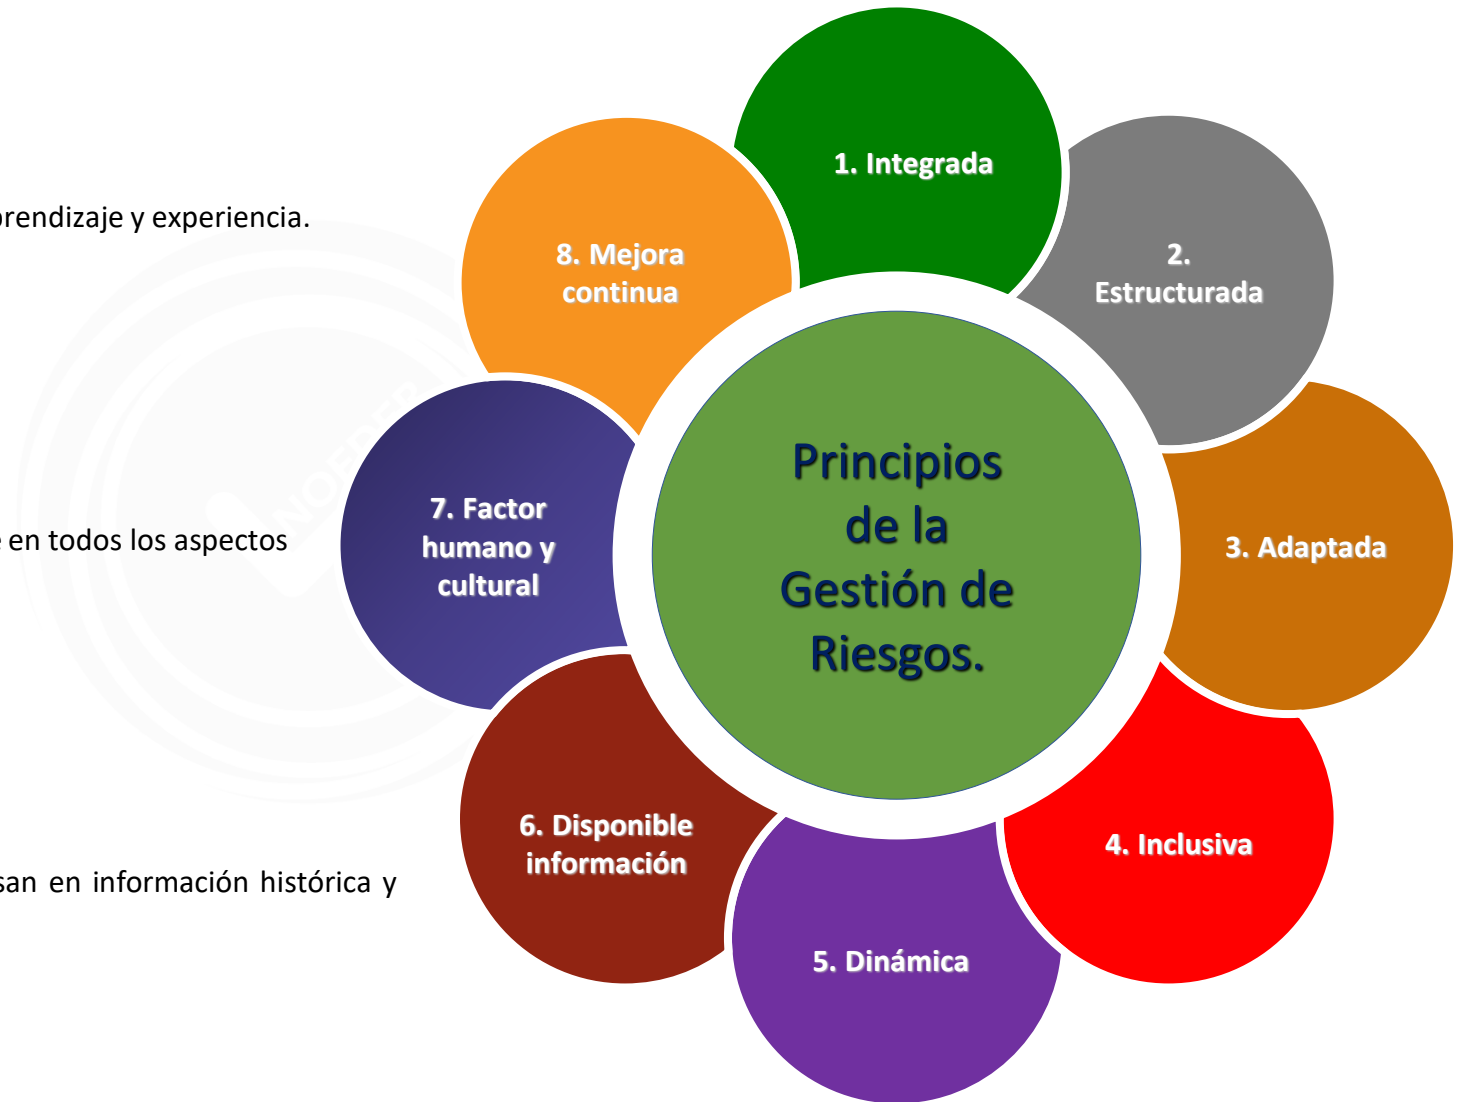 1. Integrada
2.
Estructurada
3. Adaptada
4. Inclusiva
5. Dinámica
6. Disponible
información
7. Factor
humano y
cultural
8. Mejora
continua
Principios
de la
Gestión de
Riesgos.
prendizaje y experiencia.
en todos los aspectos
san en información histórica y